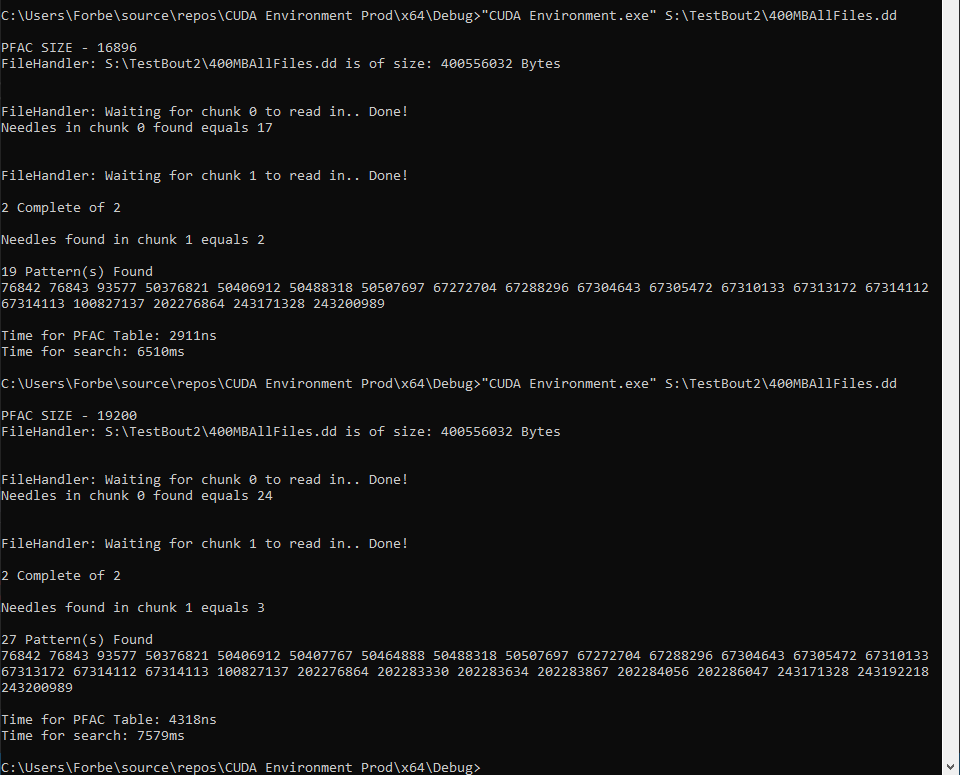 C:\Users\Forbe\source\repos\CUDA Environment Prod\x64\Debug>"CUDA Environment.exe" S:\TestBout2\400MBAllFiles.dd
PFAC SIZE - 16896
FileHandler: S:\TestBout2\400MBAllFiles.dd is of size: 400556032 Bytes
FileHandler: Waiting for chunk 0 to read in.. Done!
Needles in chunk 0 found equals 17
FileHandler: Waiting for chunk 1 to read in.. Done!
2 Complete of 2
Needles found in chunk 1 equals 2
19 Pattern(s) Found
76842 76843 93577 50376821 50406912 50488318 50507697 67272704 67288296 67304643 67305472 67310133 67313172 67314112
67314113 100827137 202276864 243171328 243200989
Time for PFAC Table: 2911ns
Time for search: 6510ms
C:\Users\Forbe\source\repos\CUDA Environment Prod\x64\Debug>"CUDA Environment.exe" S:\TestBout2\400MBAllFiles.dd
PFAC SIZE - 19200
FileHandler: S:\TestBout2\400MBAllFiles.dd is of size: 400556032 Bytes
FileHandler: Waiting for chunk 0 to read in.. Done!
Needles in chunk 0 found equals 24
FileHandler: Waiting for chunk 1 to read in.. Done!
2 Complete of 2
Needles found in chunk 1 equals 3
27 Pattern(s) Found
76842 76843 93577 50376821 50406912 50407767 50464888 50488318 50507697 67272704 67288296 67304643 67305472 67310133
67313172 67314112 67314113 100827137 202276864 202283330 202283634 202283867 202284056 202286047 243171328 243192218
243200989
Time for PFAC Table: 4318ns
Time for search: 7579ms
C:\Users\Forbe\source\repos\CUDA Environment Prod\x64\Debug>